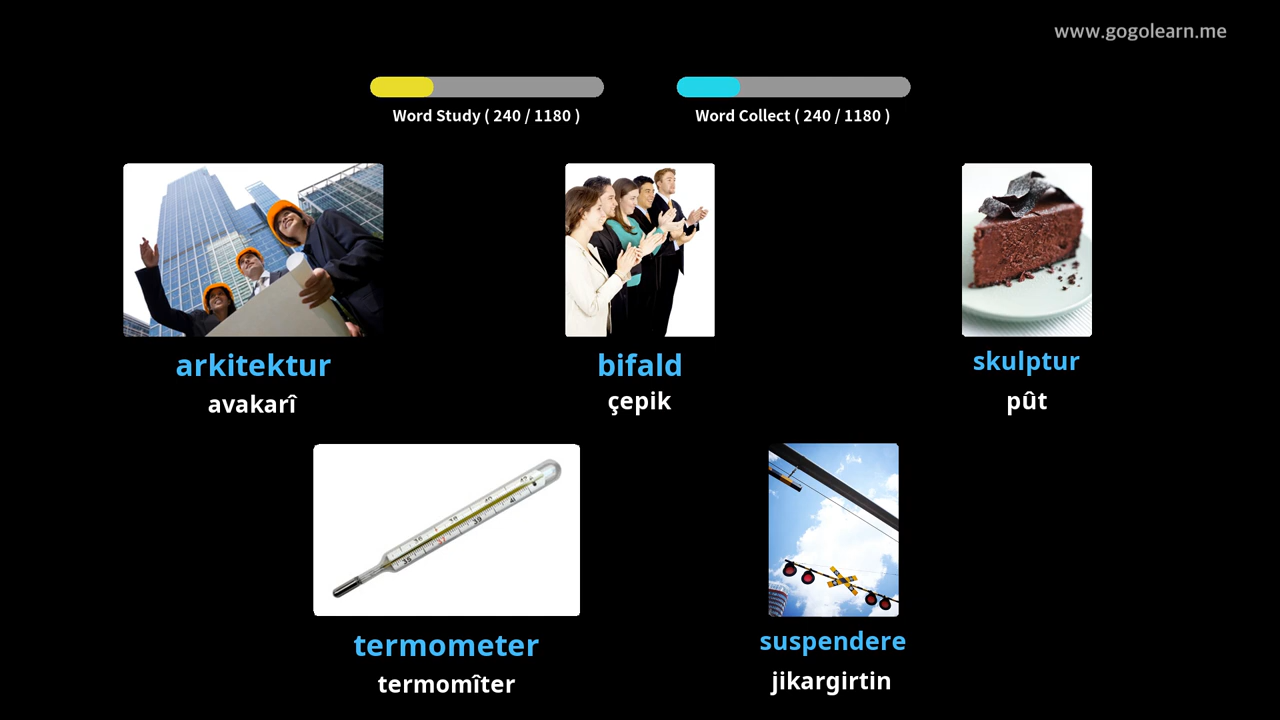 www.gogolearn.me
Word Study ( 240 / 1180 )
Word Collect ( 240 / 1180 )
arkitektur
avakarî
bifald
çepik
skulptur
pût
termometer
termomîter
suspendere
jikargirtin